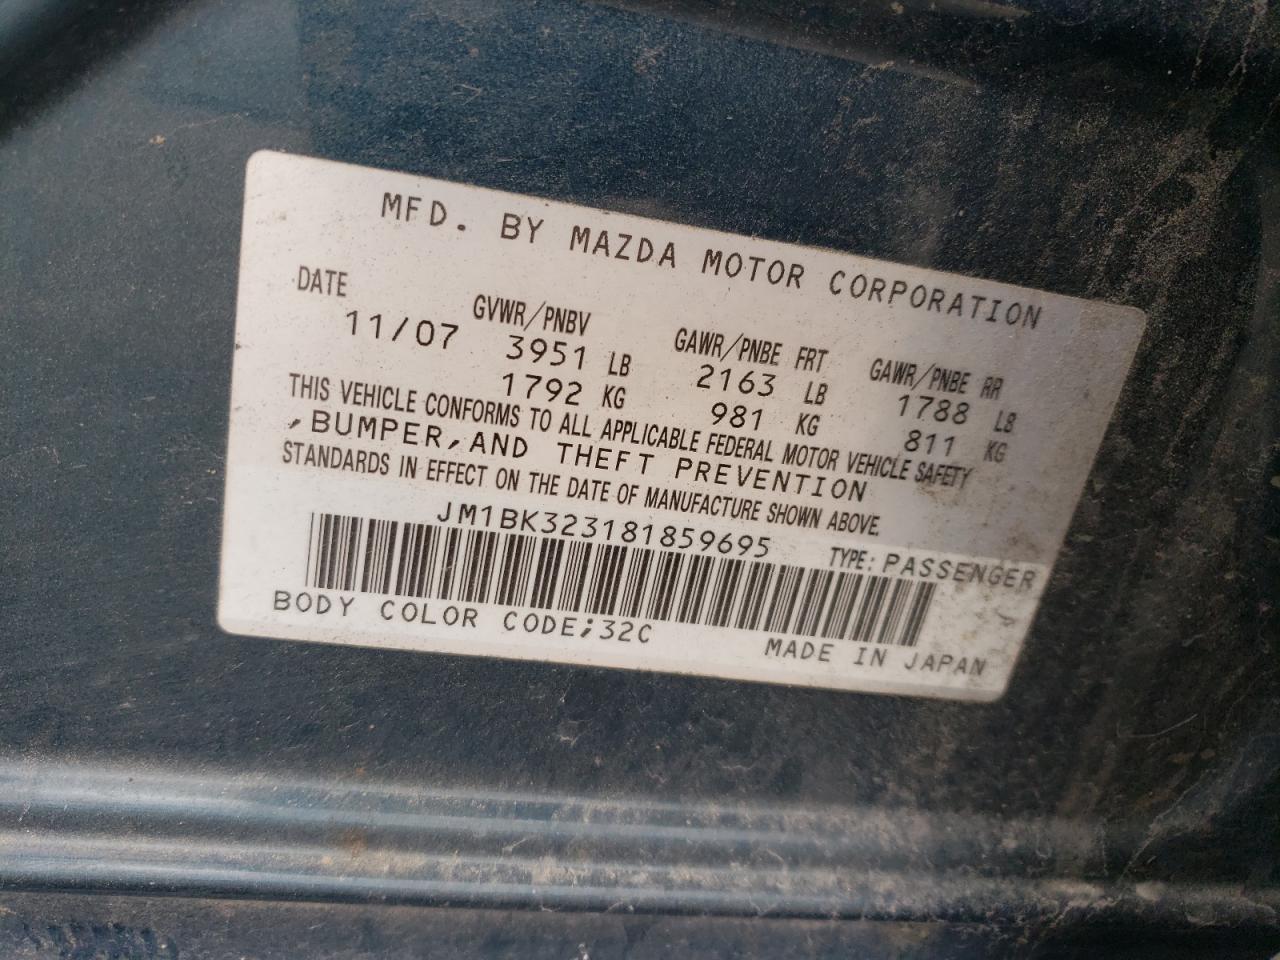 MFD. BY MAZDA MOTOR CORPORATION
DATE GVWR/PNBV GAWR/PNBE FRT GAWR/PNBE RR
11/07 3951 LB 2163 LB 1788 LB
1792 KG 981 KG 811 KG
THIS VEHICLE CONFORMS TO ALL APPLICABLE FEDERAL MOTOR VEHICLE SAFETY
,BUMPER,AND THEFT PREVENTION
STANDARDS IN EFFECT ON THE DATE OF MANUFACTURE SHOWN ABOVE.
JM1BK323181859695 TYPE: PASSENGER
BODY COLOR CODE;32C MADE IN JAPAN